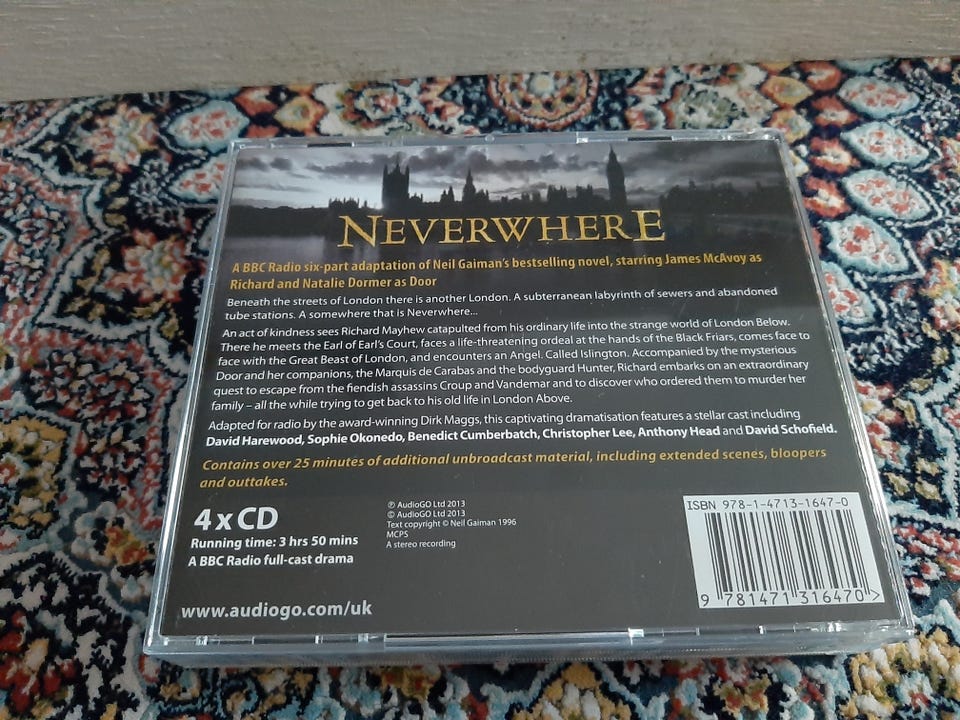 NEVERWHERE
A BBC Radio six-part adaptation of Neil Gaiman's bestselling novel, starring James McAvoy as
Richard and Natalie Dormer as Door
Beneath the streets of London there is another London. A subterranean labyrinth of sewers and abandoned
tube stations. A somewhere that is Neverwhere...
An act of kindness sees Richard Mayhew catapulted from his ordinary life into the strange world of London Below.
There he meets the Earl of Earl's Court, faces a life-threatening ordeal at the hands of the Black Friars, comes face to
face with the Great Beast of London, and encounters an Angel. Called Islington. Accompanied by the mysterious
Door and her companions, the Marquis de Carabas and the bodyguard Hunter, Richard embarks on an extraordinary
quest to escape from the fiendish assassins Croup and Vandemar and to discover who ordered them to murder her
family – all the while trying to get back to his old life in London Above.
Adapted for radio by the award-winning Dirk Maggs, this captivating dramatisation features a stellar cast including
David Harewood, Sophie Okonedo, Benedict Cumberbatch, Christopher Lee, Anthony Head and David Schofield.
Contains over 25 minutes of additional unbroadcast material, including extended scenes, bloopers
and outtakes.
4 x CD
Running time: 3 hrs 50 mins
A BBC Radio full-cast drama
www.audiogo.com/uk
℗ AudioGO Ltd 2013
© AudioGO Ltd 2013
Text copyright © Neil Gaiman 1996
MCPS
A stereo recording
ISBN 978-1-4713-1647-0
9 781471 316470 >